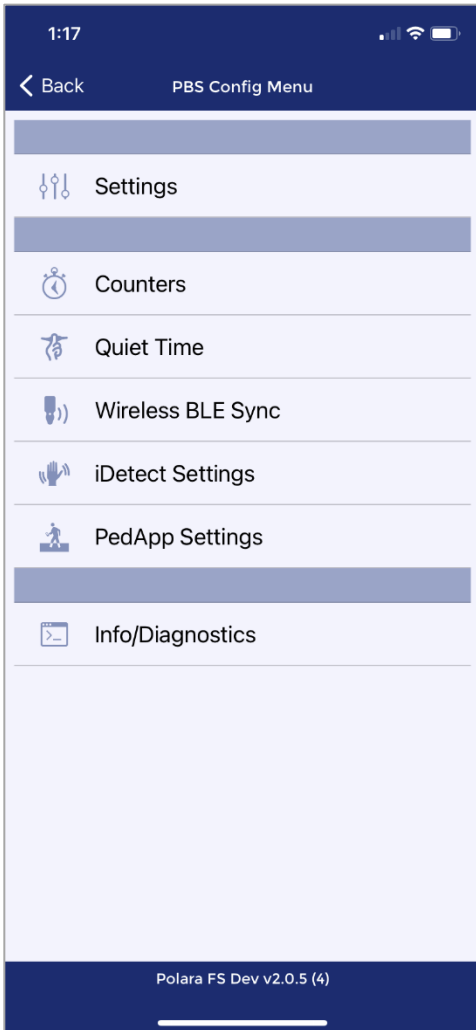 1:17
Back
PBS Config Menu
Settings
Counters
Quiet Time
Wireless BLE Sync
iDetect Settings
PedApp Settings
Info/Diagnostics
Polara FS Dev v2.0.5 (4)